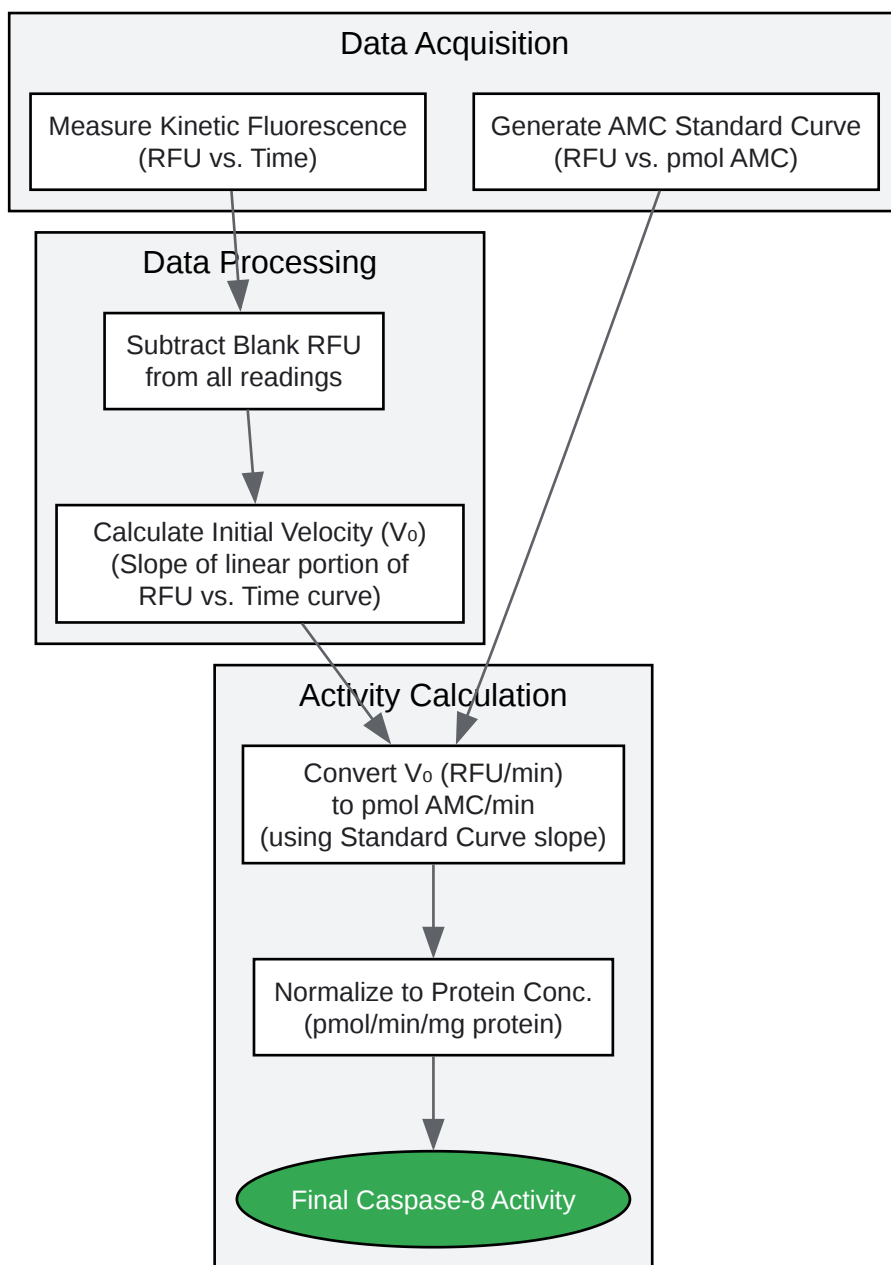 Data Acquisition
Measure Kinetic Fluorescence
(RFU vs. Time)
Generate AMC Standard Curve
(RFU vs. pmol AMC)
Data Processing
Subtract Blank RFU
from all readings
Calculate Initial Velocity (V₀)
(Slope of linear portion of
RFU vs. Time curve)
Activity Calculation
Convert V₀ (RFU/min)
to pmol AMC/min
(using Standard Curve slope)
Normalize to Protein Conc.
(pmol/min/mg protein)
Final Caspase-8 Activity